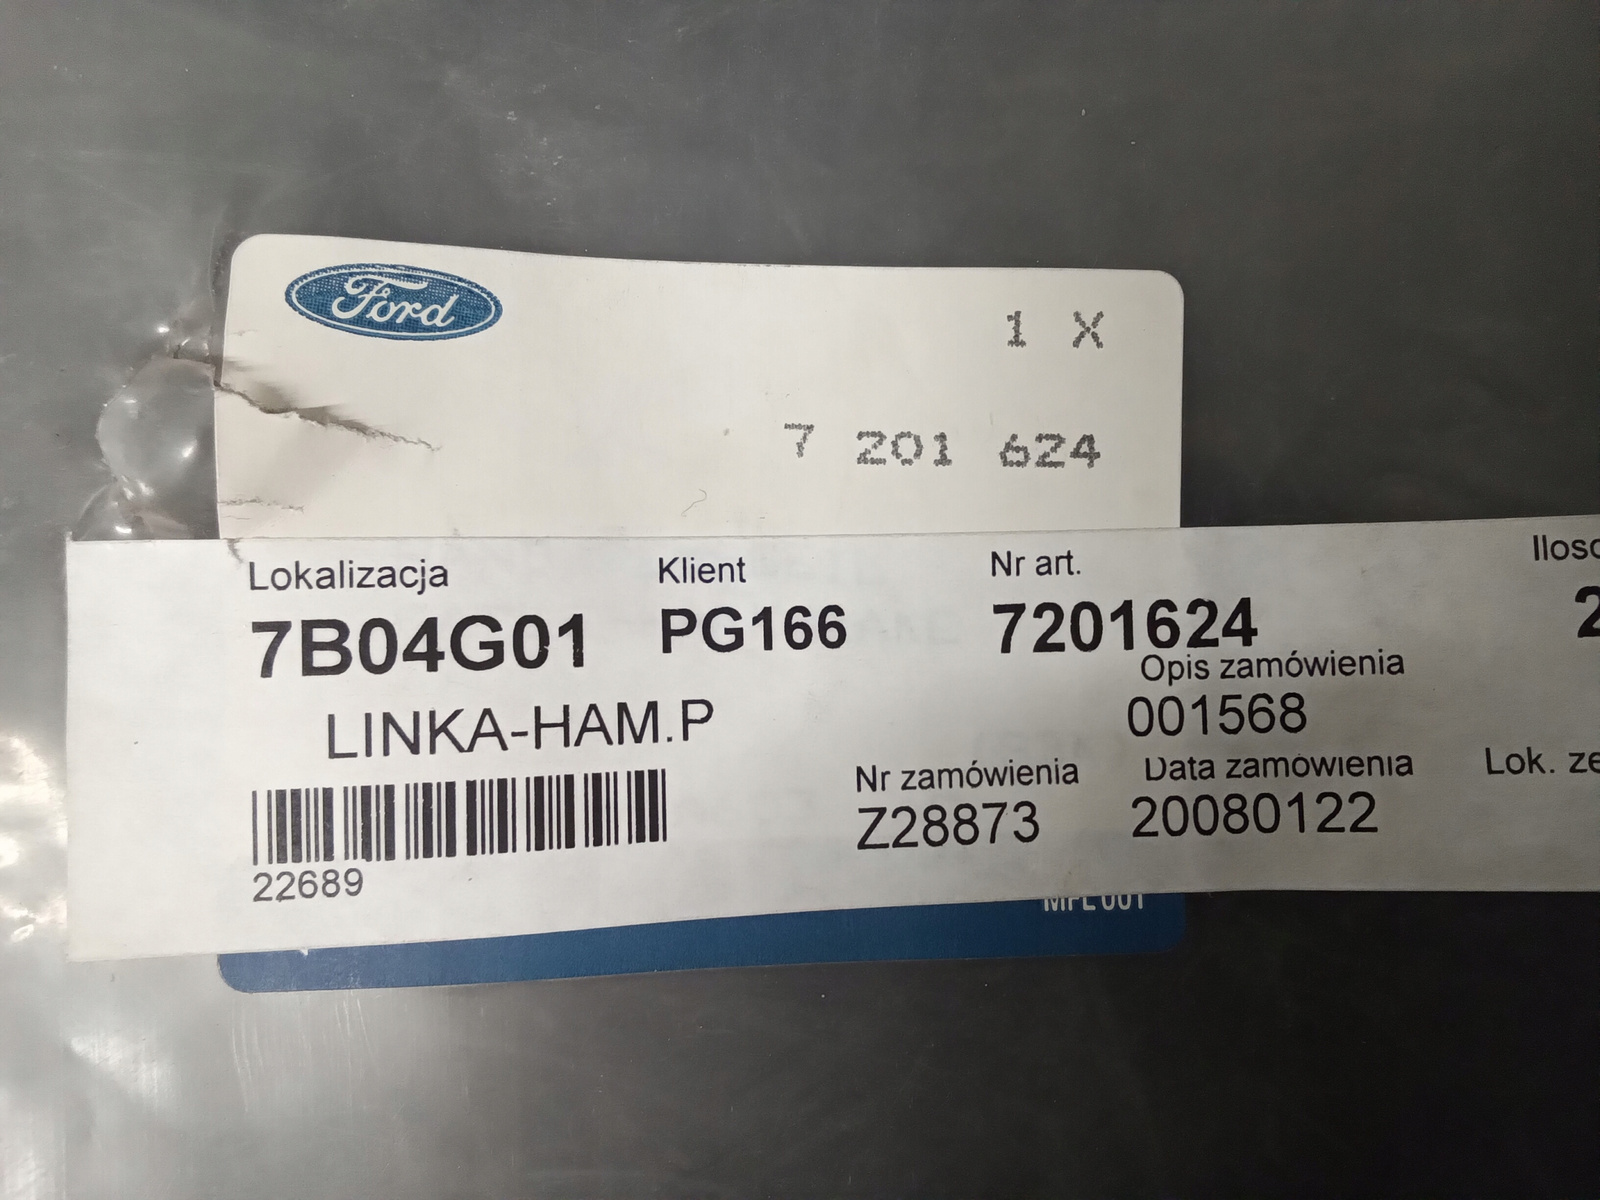 Ford
1 X
7 201 624
Lokalizacja Klient Nr art.
7B04G01 PG166 7201624
Opis zamówienia
LINKA-HAM.P 001568
Nr zamówienia Data zamówienia Lok.
Z28873 20080122
22689